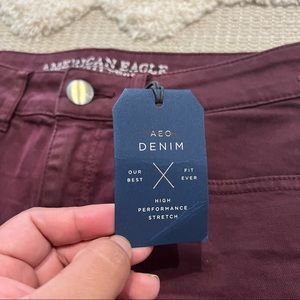 AMERICAN EAGLE
AEO
DENIM
OUR BEST
FIT EVER
HIGH
PERFORMANCE
STRETCH